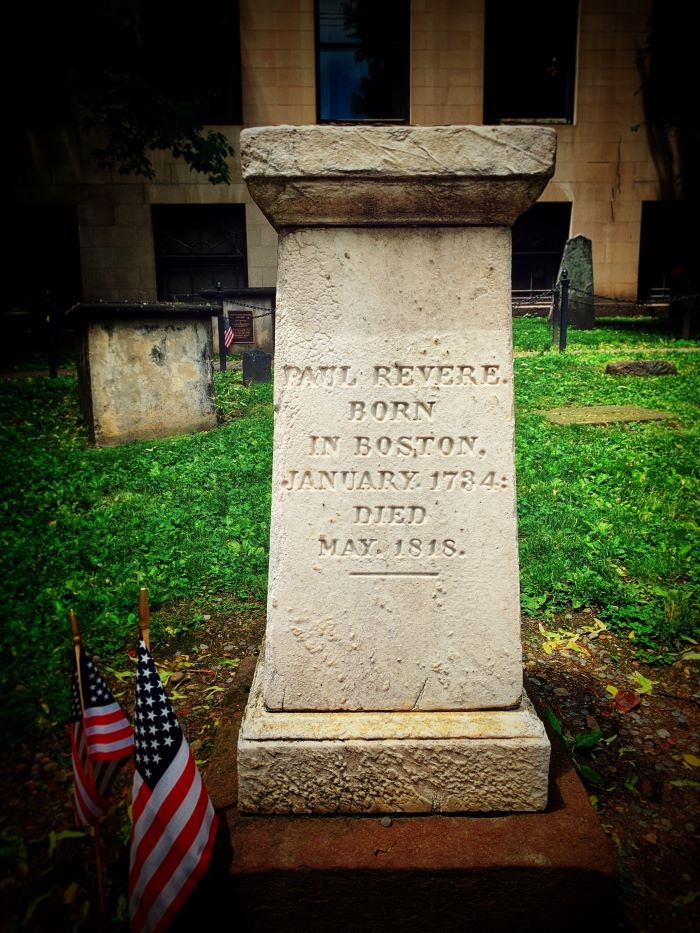 PAUL REVERE.
BORN
IN BOSTON,
JANUARY. 1734:
DIED
MAY. 1818.